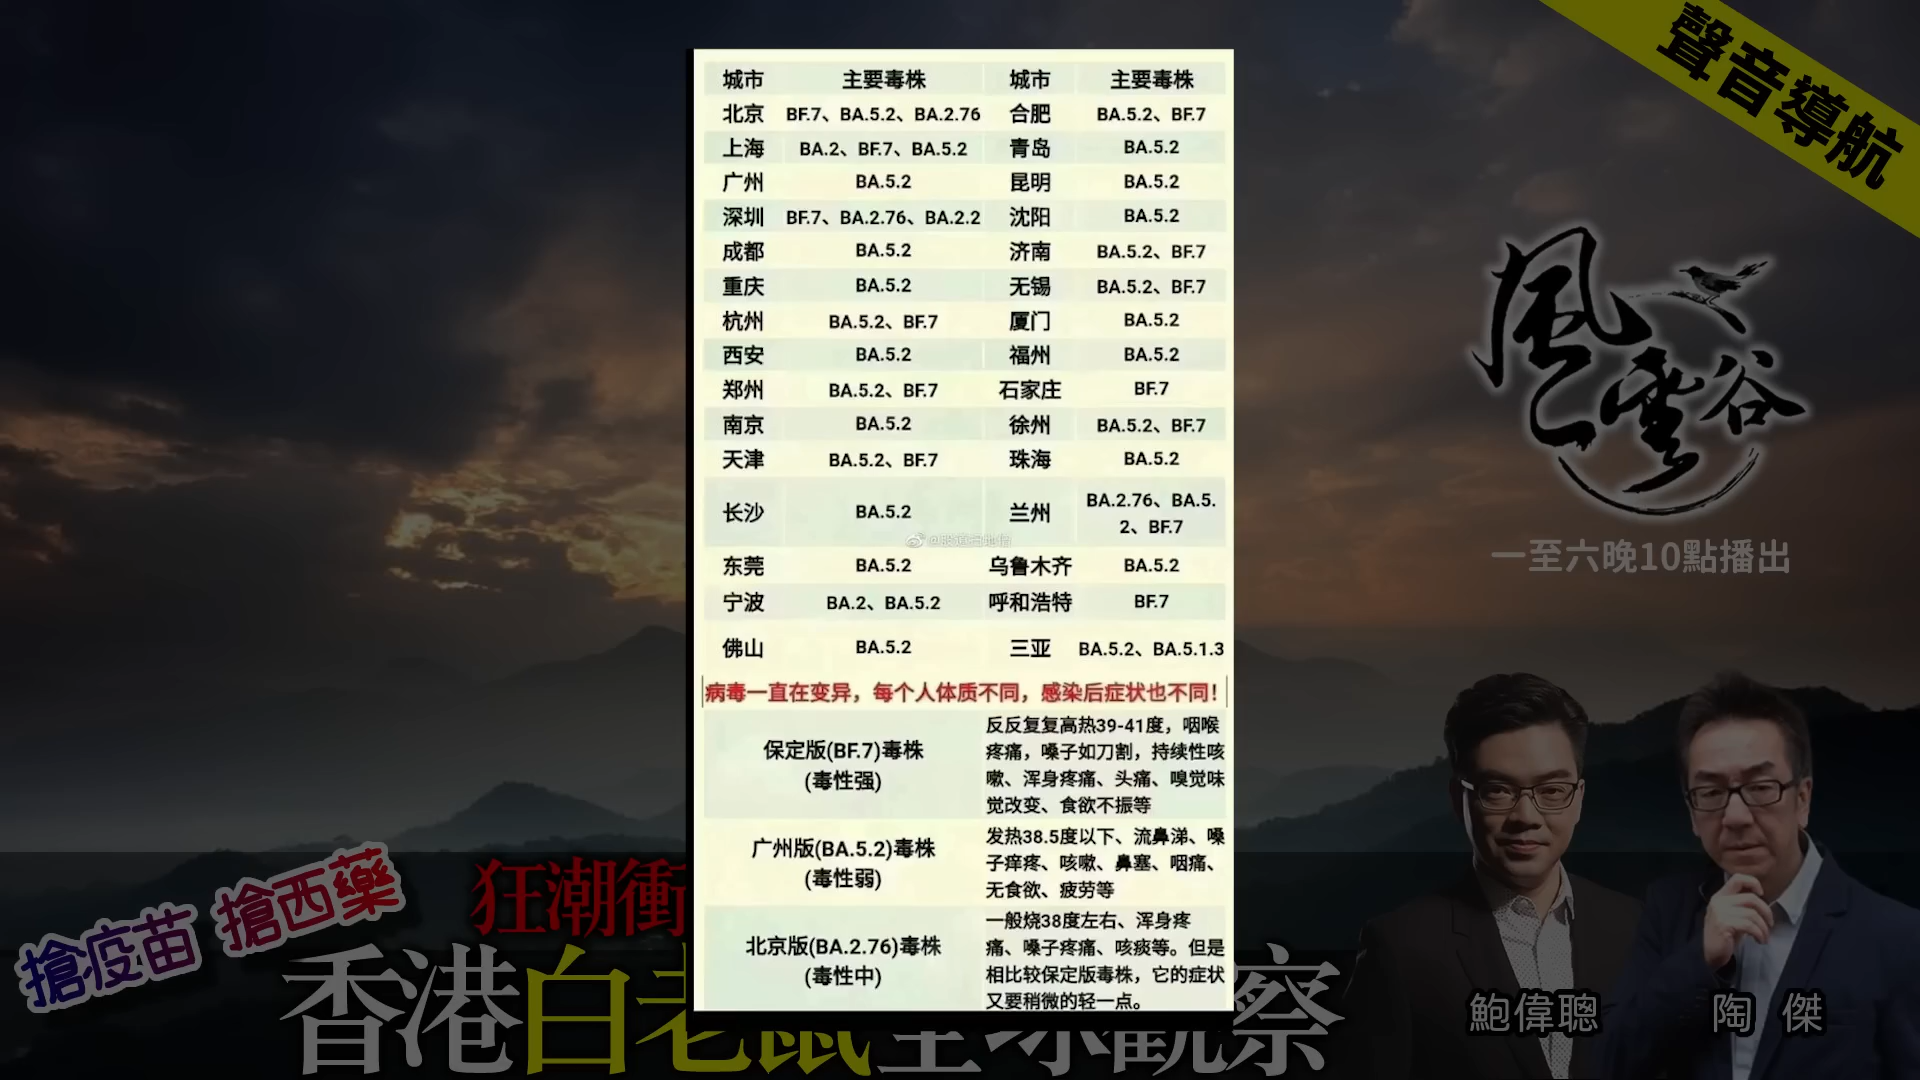 聲音導航
城市 主要毒株 城市 主要毒株
北京 BF.7、BA.5.2、BA.2.76 合肥 BA.5.2、BF.7
上海 BA.2、BF.7、BA.5.2 青岛 BA.5.2
广州 BA.5.2 昆明 BA.5.2
深圳 BF.7、BA.2.76、BA.2.2 沈阳 BA.5.2
成都 BA.5.2 济南 BA.5.2、BF.7
重庆 BA.5.2 无锡 BA.5.2、BF.7
杭州 BA.5.2、BF.7 厦门 BA.5.2
西安 BA.5.2 福州 BA.5.2
郑州 BA.5.2、BF.7 石家庄 BF.7
南京 BA.5.2 徐州 BA.5.2、BF.7
天津 BA.5.2、BF.7 珠海 BA.5.2
长沙 BA.5.2 兰州 BA.2.76、BA.5.
2、BF.7
东莞 BA.5.2 乌鲁木齐 BA.5.2
宁波 BA.2、BA.5.2 呼和浩特 BF.7
佛山 BA.5.2 三亚 BA.5.2、BA.5.1.3
病毒一直在变异，每个人体质不同，感染后症状也不同！
保定版(BF.7)毒株
(毒性强)
反反复复高热39-41度，咽喉
疼痛，嗓子如刀割，持续性咳
嗽、浑身疼痛、头痛、嗅觉味
觉改变、食欲不振等
广州版(BA.5.2)毒株
(毒性弱)
发热38.5度以下、流鼻涕、嗓
子痒疼、咳嗽、鼻塞、咽痛、
无食欲、疲劳等
北京版(BA.2.76)毒株
(毒性中)
一般烧38度左右、浑身疼
痛、嗓子疼痛、咳痰等。但是
相比较保定版毒株，它的症状
又要稍微的轻一点。
風雲谷
一至六晚10點播出
搶疫苗 搶西藥
狂潮衝
香港白老鼠全球觀察
鮑偉聰 陶傑